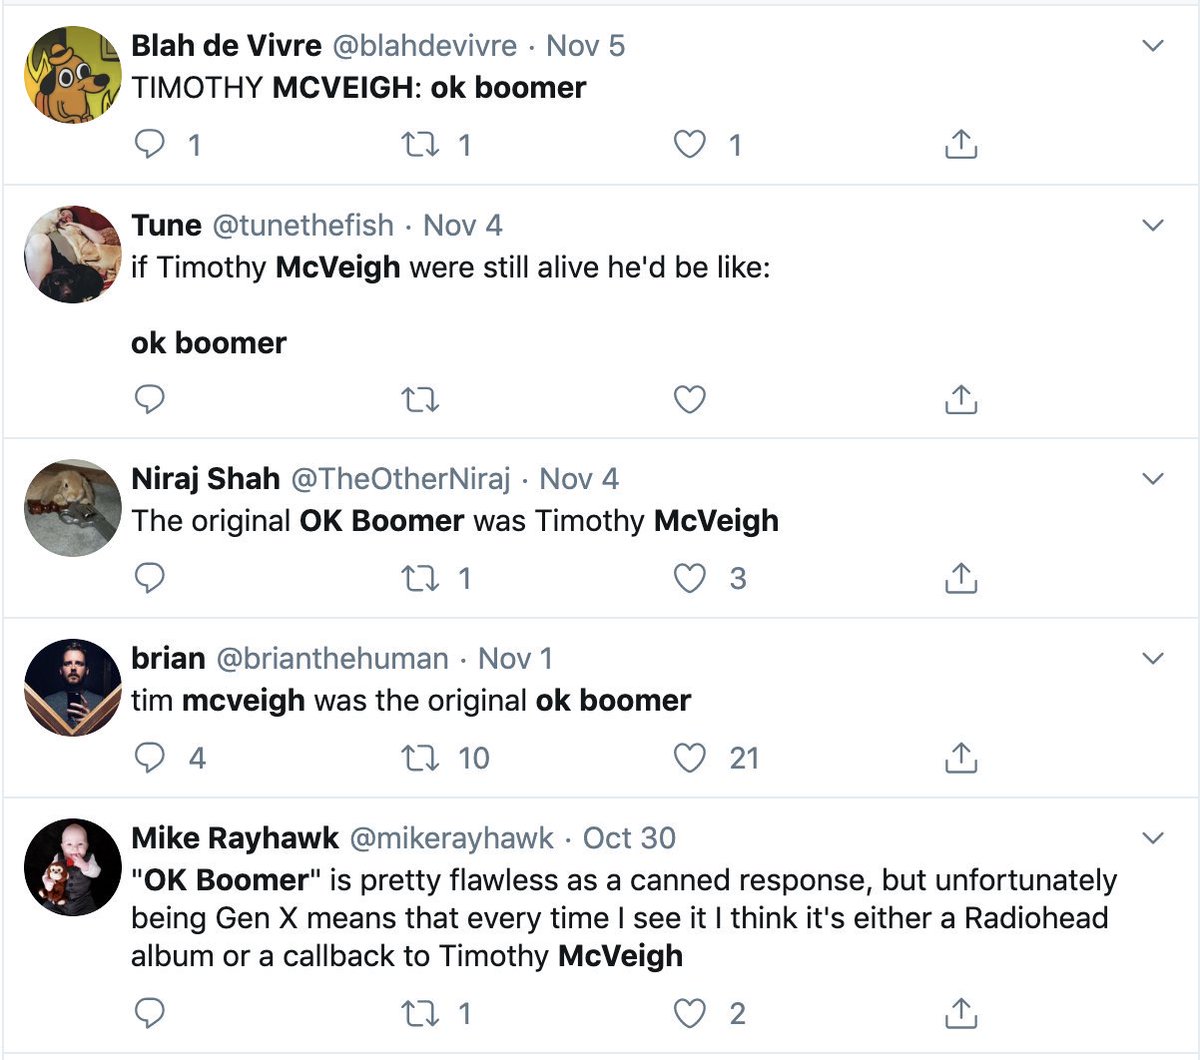 Blah de Vivre @blahdevivre · Nov 5
TIMOTHY MCVEIGH: ok boomer
1 1 1
Tune @tunethefish · Nov 4
if Timothy McVeigh were still alive he'd be like:
ok boomer
Niraj Shah @TheOtherNiraj · Nov 4
The original OK Boomer was Timothy McVeigh
1 3
brian @brianthehuman · Nov 1
tim mcveigh was the original ok boomer
4 10 21
Mike Rayhawk @mikerayhawk · Oct 30
"OK Boomer" is pretty flawless as a canned response, but unfortunately
being Gen X means that every time I see it I think it's either a Radiohead
album or a callback to Timothy McVeigh
1 2